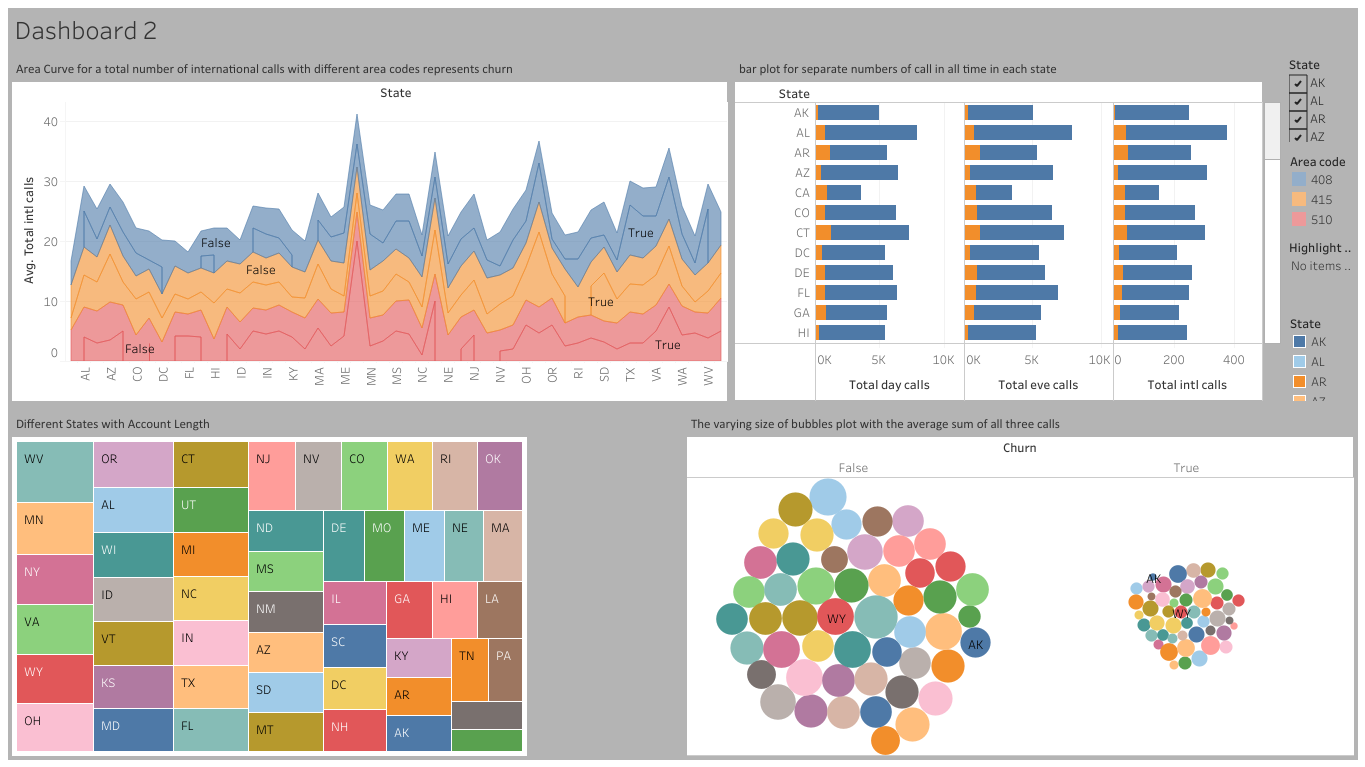 Dashboard 2
Area Curve for a total number of international calls with different area codes represents churn
State
Avg. Total intl calls
40
30
20
10
0
False
False
False
True
True
True
AL AZ CO DC FL HI ID IN KY MA ME MN MS NC NE NJ NV OH OR RI SD TX VA WA WV
bar plot for separate numbers of call in all time in each state
State
AK
AL
AR
AZ
CA
CO
CT
DC
DE
FL
GA
HI
0K 5K 10K 0K 5K 10K 0 200 400
Total day calls Total eve calls Total intl calls
State
AK
AL
AR
AZ
Area code
408
415
510
Highlight ..
No items ..
State
AK
AL
AR
AZ
Different States with Account Length
WV OR CT NJ NV CO WA RI OK
AL UT
MN ND DE MO ME NE MA
WI MI
NY MS
ID NC NM IL GA HI LA
VA
VT IN AZ SC KY TN PA
WY
KS TX SD DC AR
OH MD FL MT NH AK
The varying size of bubbles plot with the average sum of all three calls
Churn
False True
WY
AK
AK
WY